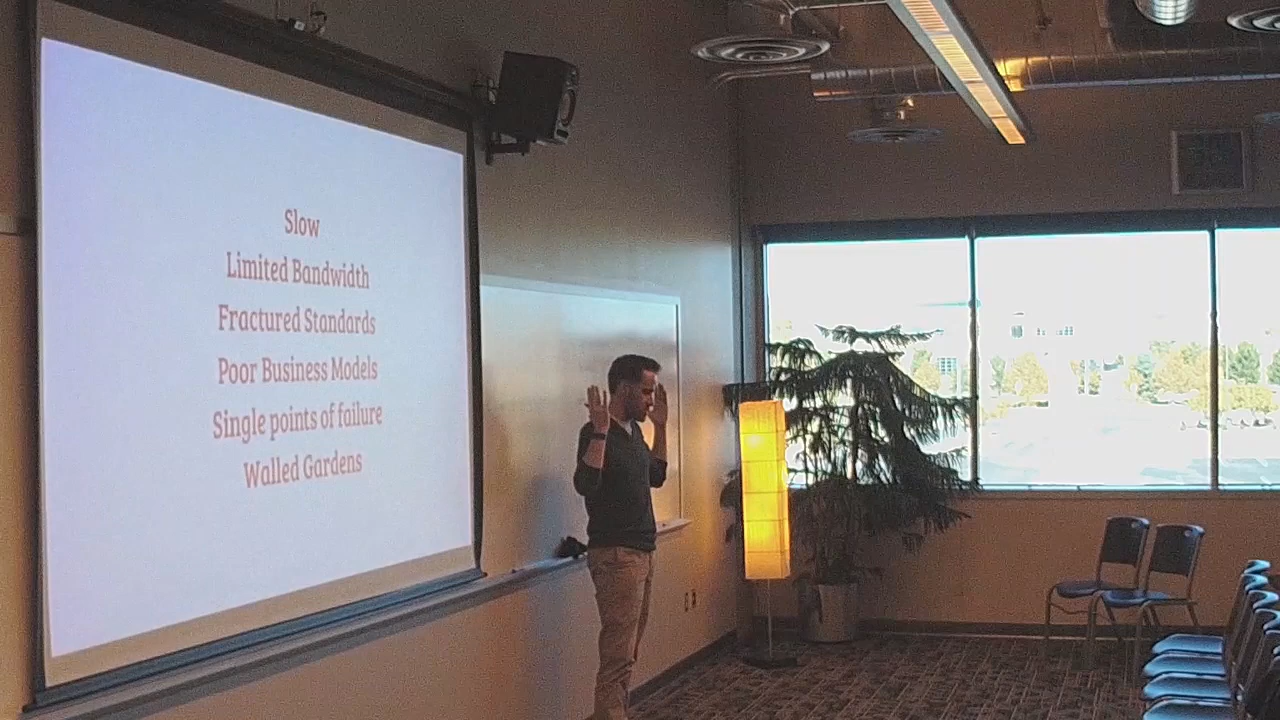 Slow
Limited Bandwidth
Fractured Standards
Poor Business Models
Single points of failure
Walled Gardens